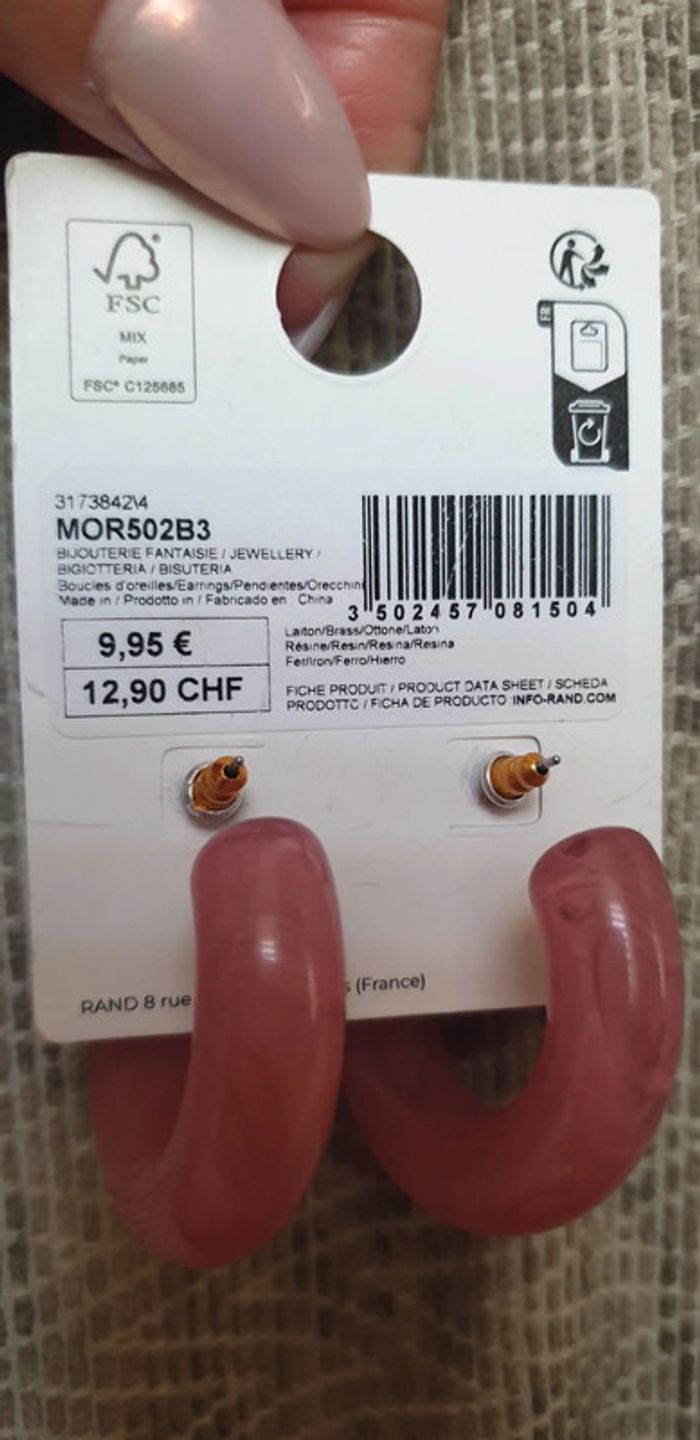 FSC
MIX
Paper
FSC® C125685
FR
3173842\4
MOR502B3
BIJOUTERIE FANTAISIE / JEWELLERY /
BIGIOTTERIA / BISUTERIA
Boucles d'oreilles/Earrings/Pendientes/Orecchini
Made in / Prodotto in / Fabricado en : China
3 502457 081504
9,95 €
12,90 CHF
Laiton/Brass/Ottone/Laton
Résine/Resin/Resina/Resina
Fer/Iron/Ferro/Hierro
FICHE PRODUIT / PRODUCT DATA SHEET / SCHEDA
PRODOTTO / FICHA DE PRODUCTO INFO-RAND.COM
RAND 8 rue s (France)